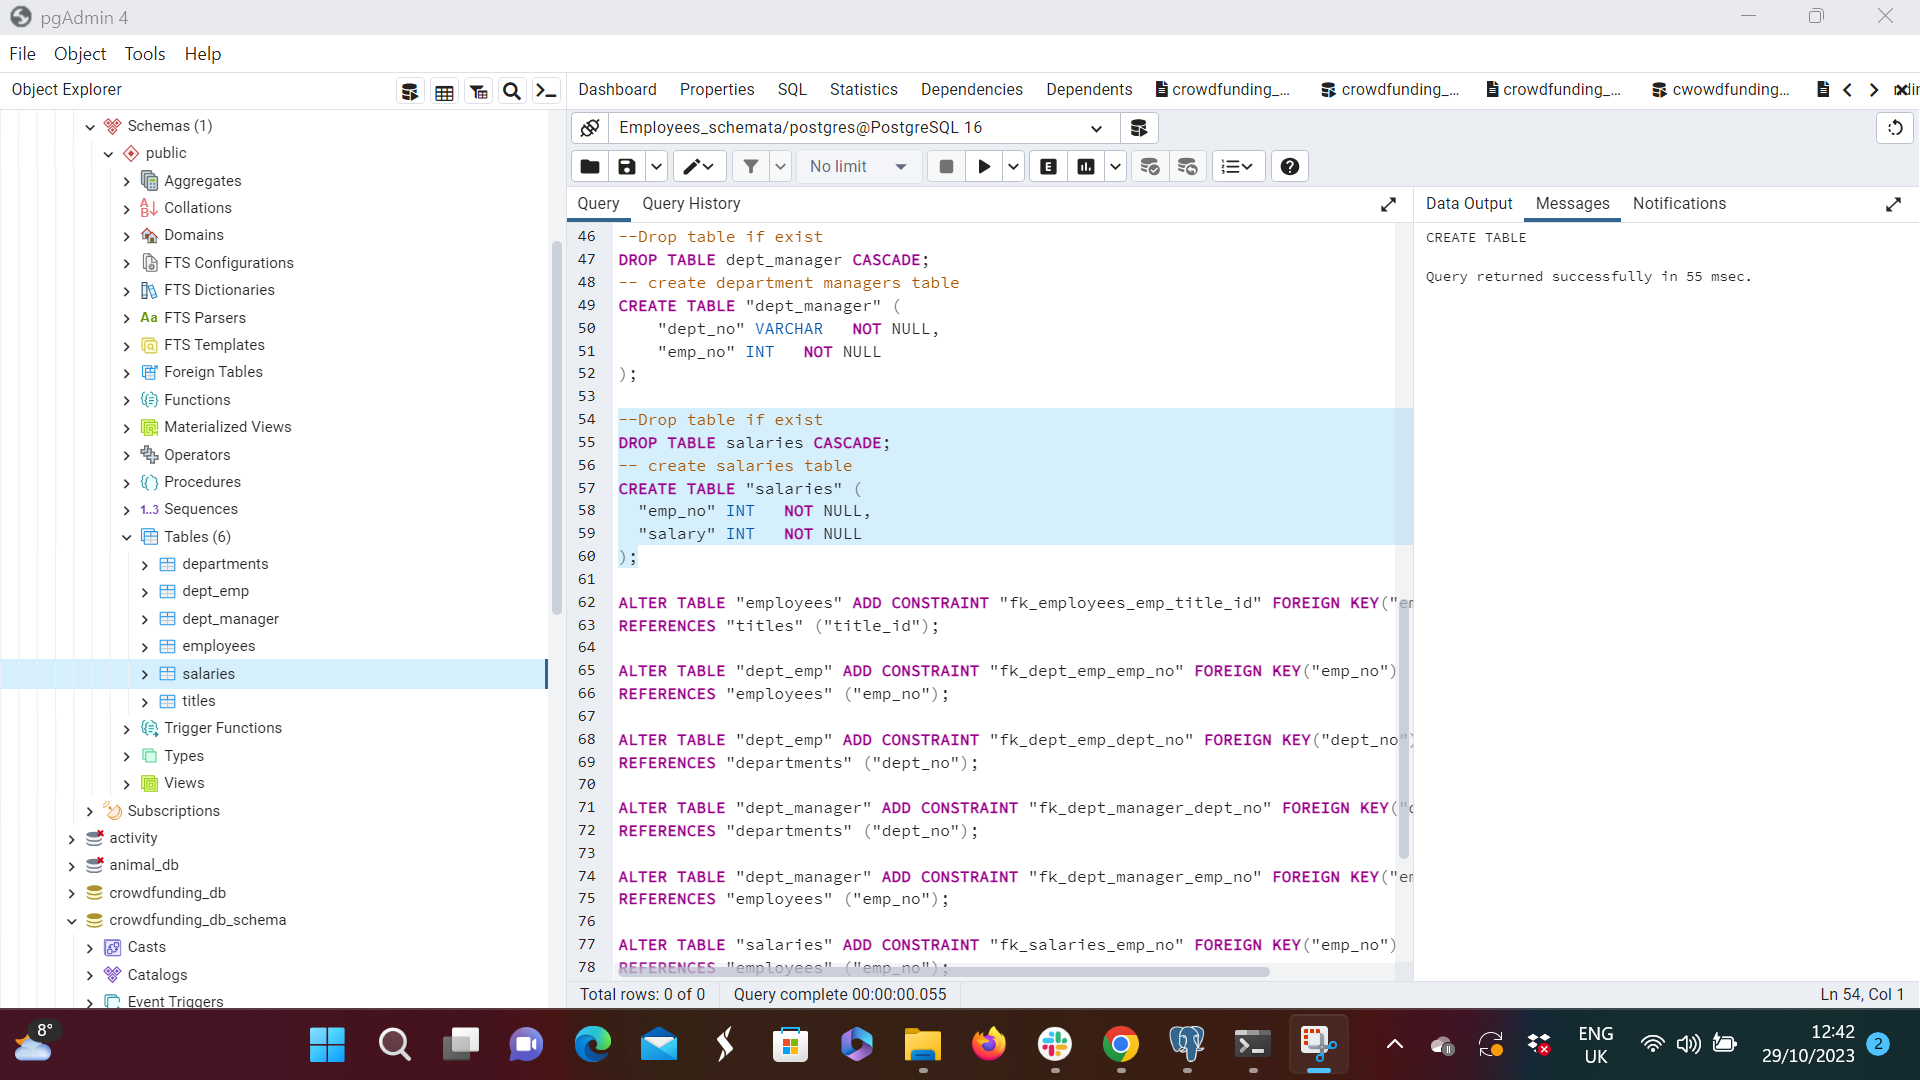 pgAdmin 4
File Object Tools Help
Object Explorer
Dashboard Properties SQL Statistics Dependencies Dependents crowdfunding_... crowdfunding_... crowdfunding_... cwowdfunding...
Employees_schemata/postgres@PostgreSQL 16
No limit
E
Query Query History
Data Output Messages Notifications
Schemas (1)
public
Aggregates
Collations
Domains
FTS Configurations
FTS Dictionaries
Aa FTS Parsers
FTS Templates
Foreign Tables
Functions
Materialized Views
Operators
Procedures
1..3 Sequences
Tables (6)
departments
dept_emp
dept_manager
employees
salaries
titles
Trigger Functions
Types
Views
Subscriptions
activity
animal_db
crowdfunding_db
crowdfunding_db_schema
Casts
Catalogs
Event Triggers
46 --Drop table if exist
47 DROP TABLE dept_manager CASCADE;
48 -- create department managers table
49 CREATE TABLE "dept_manager" (
50 "dept_no" VARCHAR NOT NULL,
51 "emp_no" INT NOT NULL
52 );
53
54 --Drop table if exist
55 DROP TABLE salaries CASCADE;
56 -- create salaries table
57 CREATE TABLE "salaries" (
58 "emp_no" INT NOT NULL,
59 "salary" INT NOT NULL
60 );
61
62 ALTER TABLE "employees" ADD CONSTRAINT "fk_employees_emp_title_id" FOREIGN KEY("em
63 REFERENCES "titles" ("title_id");
64
65 ALTER TABLE "dept_emp" ADD CONSTRAINT "fk_dept_emp_emp_no" FOREIGN KEY("emp_no")
66 REFERENCES "employees" ("emp_no");
67
68 ALTER TABLE "dept_emp" ADD CONSTRAINT "fk_dept_emp_dept_no" FOREIGN KEY("dept_no")
69 REFERENCES "departments" ("dept_no");
70
71 ALTER TABLE "dept_manager" ADD CONSTRAINT "fk_dept_manager_dept_no" FOREIGN KEY("d
72 REFERENCES "departments" ("dept_no");
73
74 ALTER TABLE "dept_manager" ADD CONSTRAINT "fk_dept_manager_emp_no" FOREIGN KEY("em
75 REFERENCES "employees" ("emp_no");
76
77 ALTER TABLE "salaries" ADD CONSTRAINT "fk_salaries_emp_no" FOREIGN KEY("emp_no")
78 REFERENCES "employees" ("emp_no");
CREATE TABLE
Query returned successfully in 55 msec.
Total rows: 0 of 0 Query complete 00:00:00.055
Ln 54, Col 1
8°
ENG
UK
12:42
29/10/2023
2